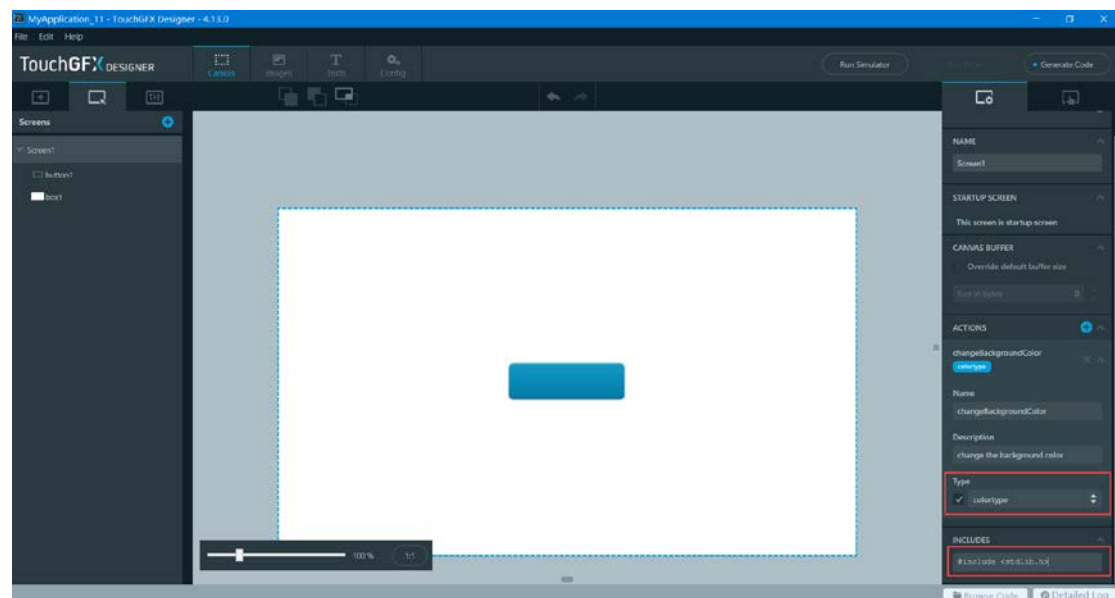 MyApplication_11 - TouchGFX Designer - 4.13.0
File Edit Help
TouchGFX DESIGNER
Canvas
Images
Texts
Config
Run Simulator
Generate Code
Screens
Screen1
button1
box1
NAME
Screen1
STARTUP SCREEN
This screen is startup screen
CANVAS BUFFER
Override default buffer size
Size in bytes
ACTIONS
changeBackgroundColor
colortype
Name
changeBackgroundColor
Description
change the background color
Type
colortype
INCLUDES
#include <stdlib.h>
100 %
1:1
Browse Code
Detailed Log